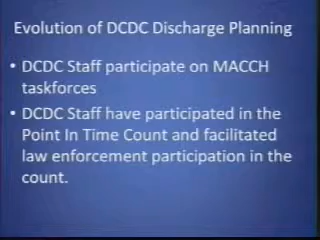 Evolution of DCDC Discharge Planning
• DCDC Staff participate on MACCH
taskforces
• DCDC Staff have participated in the
Point In Time Count and facilitated
law enforcement participation in the
count.